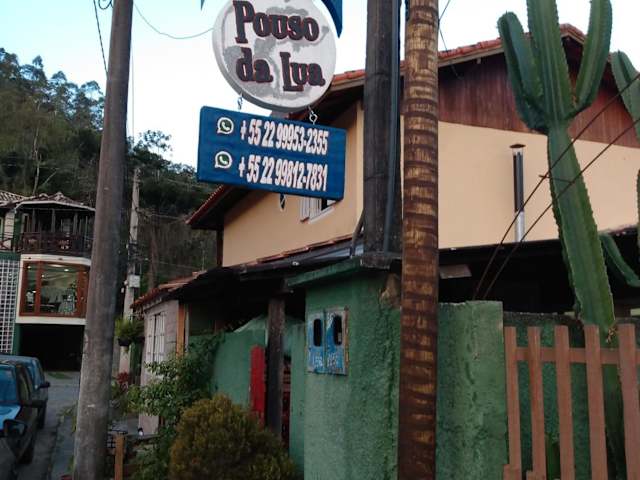 Pouso
da Lua
+55 22 99953-2355
+55 22 99812-7831